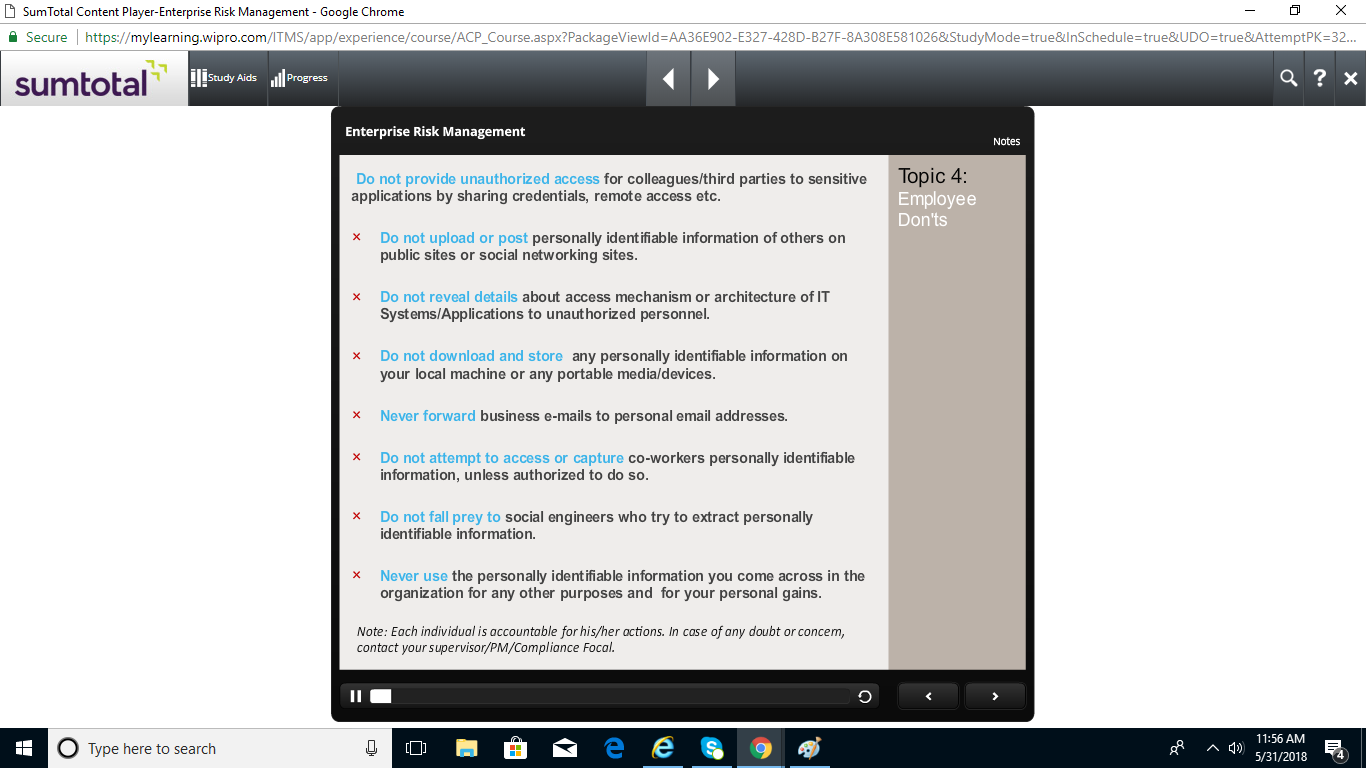 SumTotal Content Player-Enterprise Risk Management - Google Chrome
Secure https://mylearning.wipro.com/ITMS/app/experience/course/ACP_Course.aspx?PackageViewId=AA36E902-E327-428D-B27F-8A308E581026&StudyMode=true&InSchedule=true&UDO=true&AttemptPK=32...
sumtotal Study Aids Progress
Enterprise Risk Management
Notes
Do not provide unauthorized access for colleagues/third parties to sensitive
applications by sharing credentials, remote access etc.
× Do not upload or post personally identifiable information of others on
public sites or social networking sites.
× Do not reveal details about access mechanism or architecture of IT
Systems/Applications to unauthorized personnel.
× Do not download and store any personally identifiable information on
your local machine or any portable media/devices.
× Never forward business e-mails to personal email addresses.
× Do not attempt to access or capture co-workers personally identifiable
information, unless authorized to do so.
× Do not fall prey to social engineers who try to extract personally
identifiable information.
× Never use the personally identifiable information you come across in the
organization for any other purposes and for your personal gains.
Note: Each individual is accountable for his/her actions. In case of any doubt or concern,
contact your supervisor/PM/Compliance Focal.
Topic 4:
Employee
Don'ts
Type here to search
11:56 AM
5/31/2018
4